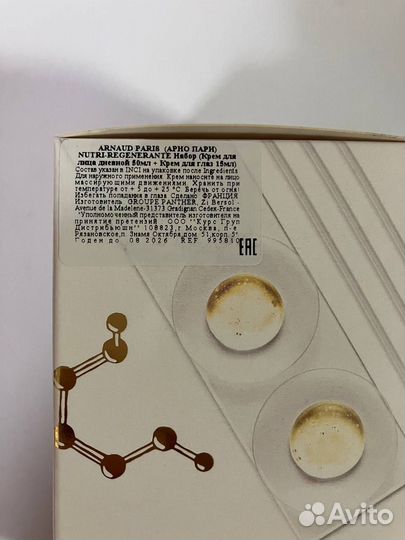 ARNAUD PARIS (АРНО ПАРИ)
NUTRI-REGENERANTE Набор (Крем для
лица дневной 50мл + Крем для глаз 15мл)
Состав указан в INCI на упаковке после Ingredients
Для наружного применения. Крем наносите на лицо
массирующими движениями. Хранить при
температуре от + 5 до + 25 °C. Беречь от огня!
Избегать попадания в глаза. Сделано ФРАНЦИЯ
Изготовитель GROUPE PANTHER, Zi Bersol -
Avenue de la Madelene-31373 Gradignan Cedex-France
"Уполномоченный представитель изготовителя на
принятие претензий ООО "Курс Груп
Дистрибьюшн" 108823, г Москва, п-е
Рязановское, п. Знамя Октября, дом 51, корп. 5"
Годен до 08 2026 REF 995810
EAC
Avito